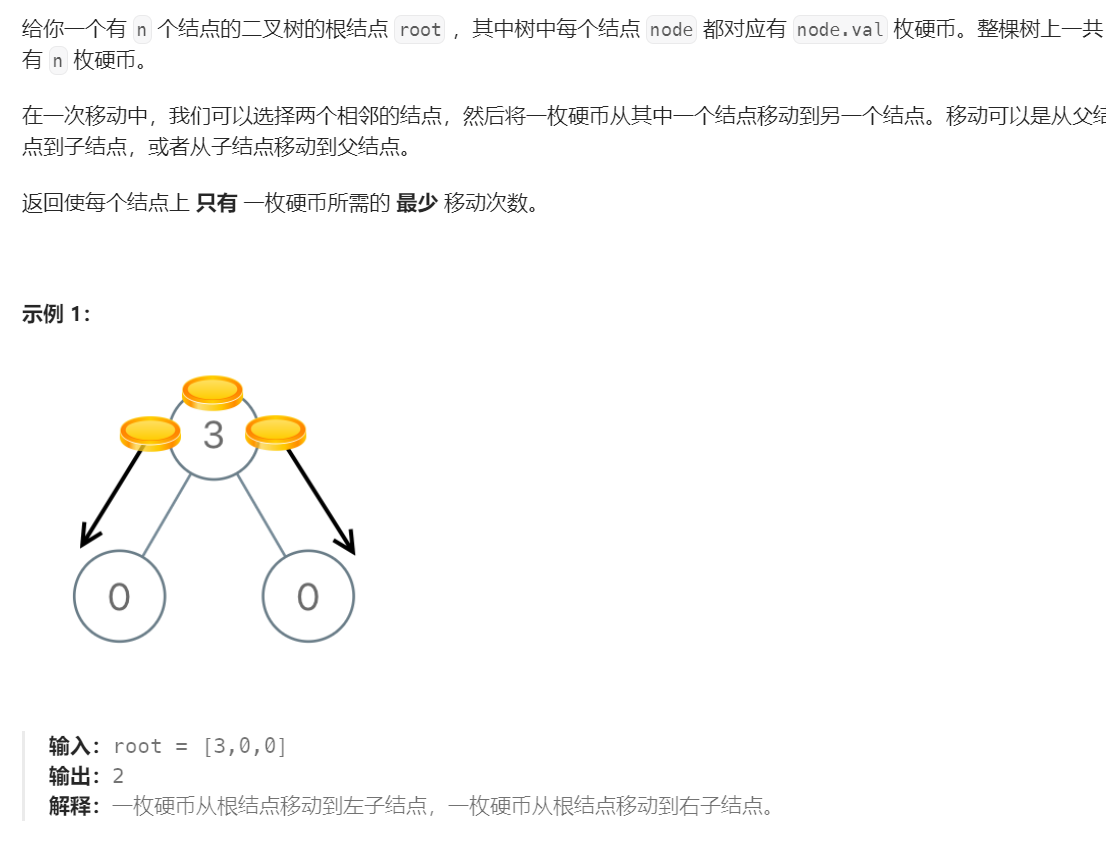 给你一个有 n 个结点的二叉树的根结点 root ，其中树中每个结点 node 都对应有 node.val 枚硬币。整棵树上一共
有 n 枚硬币。
在一次移动中，我们可以选择两个相邻的结点，然后将一枚硬币从其中一个结点移动到另一个结点。移动可以是从父结
点到子结点，或者从子结点移动到父结点。
返回使每个结点上 只有 一枚硬币所需的 最少 移动次数。
示例 1：
3
0 0
输入：root = [3,0,0]
输出：2
解释：一枚硬币从根结点移动到左子结点，一枚硬币从根结点移动到右子结点。